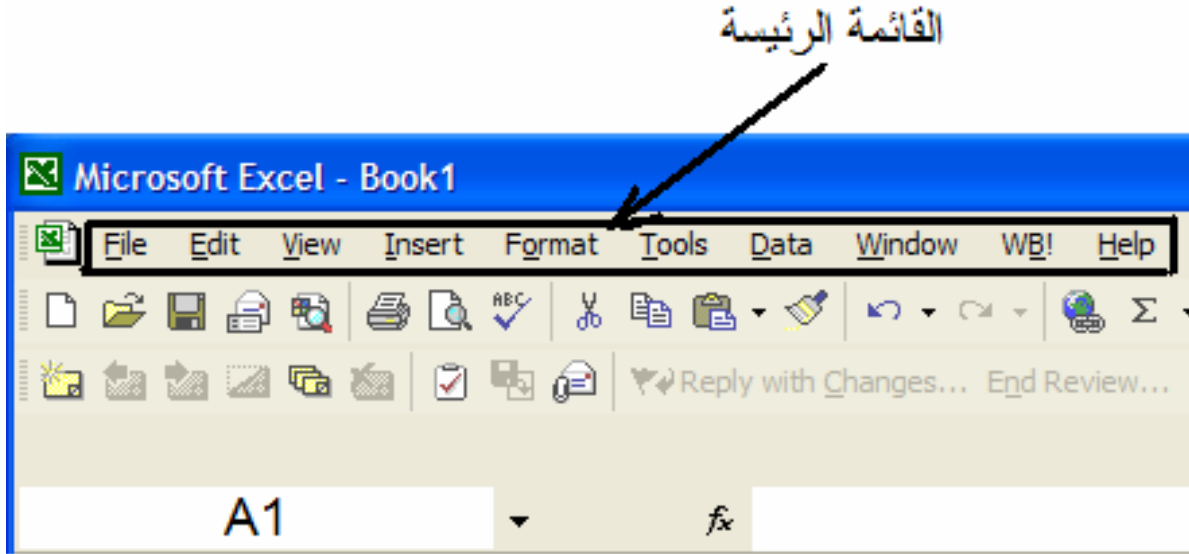 القائمة الرئيسة
Microsoft Excel - Book1
File Edit View Insert Format Tools Data Window WB! Help
ABC Σ
Reply with Changes... End Review...
A1 fx